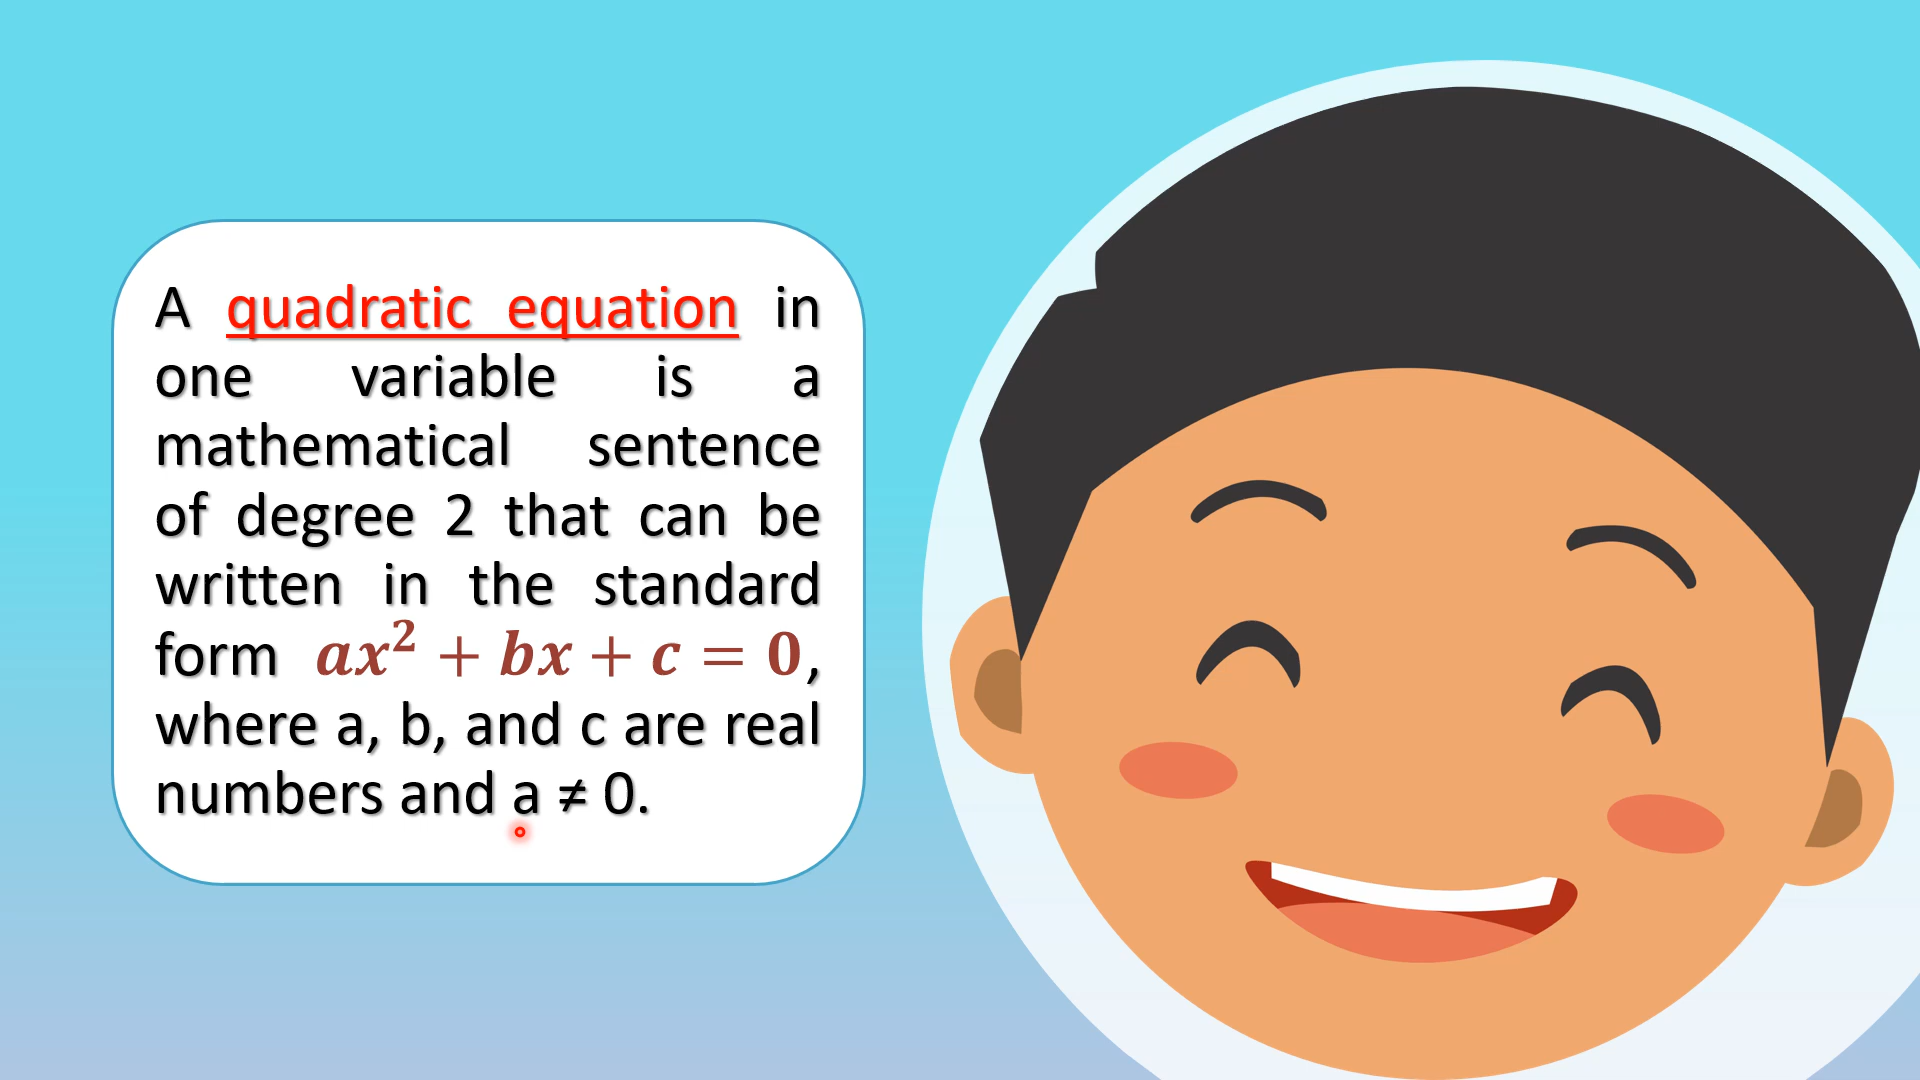 A quadratic equation in
one variable is a
mathematical sentence
of degree 2 that can be
written in the standard
form ax² + bx + c = 0,
where a, b, and c are real
numbers and a ≠ 0.